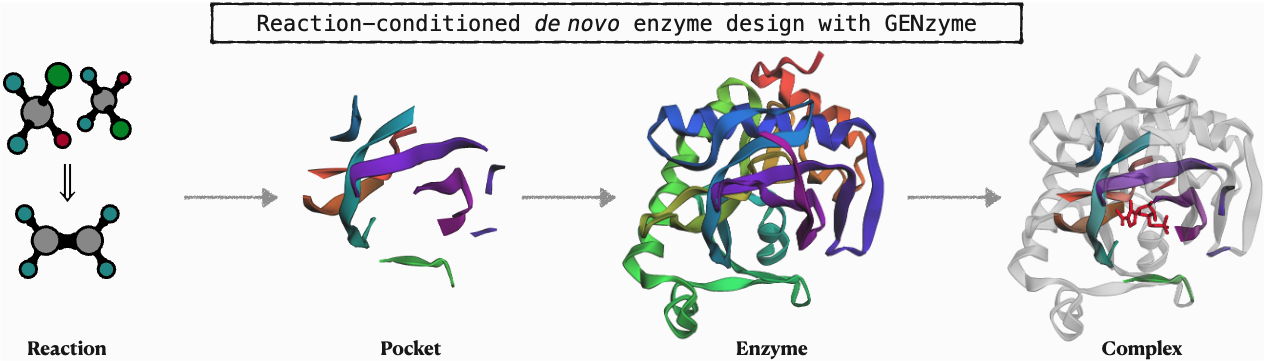 Reaction-conditioned de novo enzyme design with GENzyme
Reaction
Pocket
Enzyme
Complex